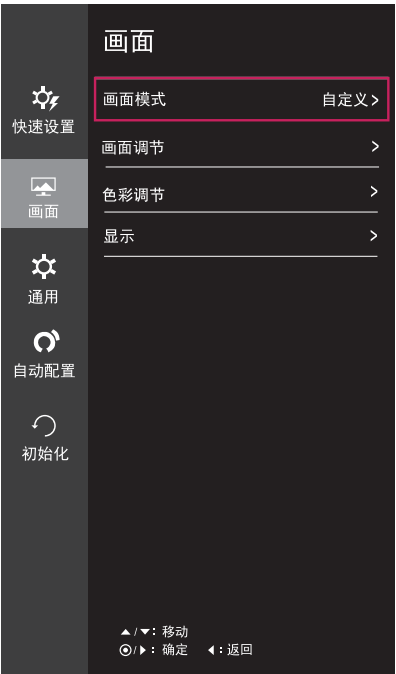 画面
快速设置
画面
通用
自动配置
初始化
画面模式 自定义>
画面调节 >
色彩调节 >
显示 >
▲/▼: 移动
⊙/▶: 确定 ◀: 返回